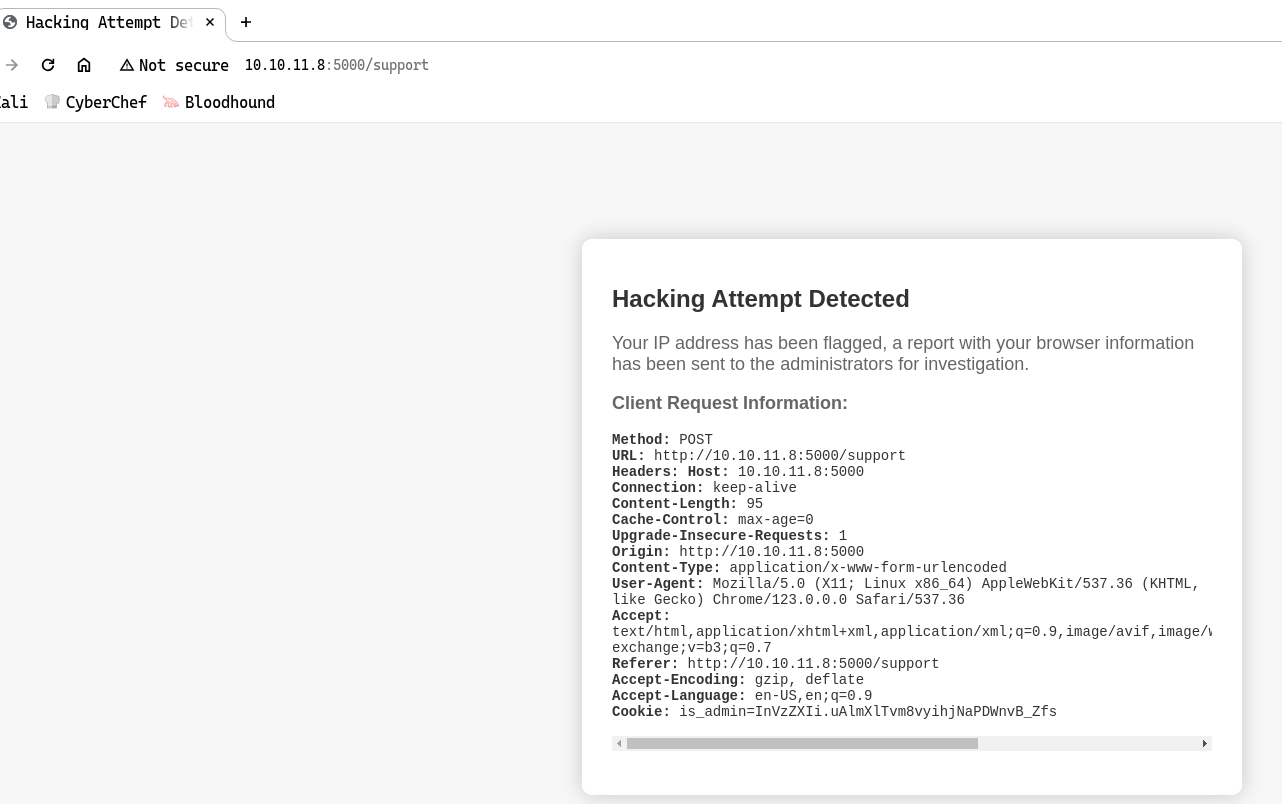 Hacking Attempt Det
Not secure 10.10.11.8:5000/support
ali CyberChef Bloodhound
Hacking Attempt Detected
Your IP address has been flagged, a report with your browser information
has been sent to the administrators for investigation.
Client Request Information:
Method: POST
URL: http://10.10.11.8:5000/support
Headers: Host: 10.10.11.8:5000
Connection: keep-alive
Content-Length: 95
Cache-Control: max-age=0
Upgrade-Insecure-Requests: 1
Origin: http://10.10.11.8:5000
Content-Type: application/x-www-form-urlencoded
User-Agent: Mozilla/5.0 (X11; Linux x86_64) AppleWebKit/537.36 (KHTML,
like Gecko) Chrome/123.0.0.0 Safari/537.36
Accept:
text/html,application/xhtml+xml,application/xml;q=0.9,image/avif,image/w
exchange;v=b3;q=0.7
Referer: http://10.10.11.8:5000/support
Accept-Encoding: gzip, deflate
Accept-Language: en-US,en;q=0.9
Cookie: is_admin=InVzZXIi.uAlmXlTvm8vyihjNaPDWnvB_Zfs